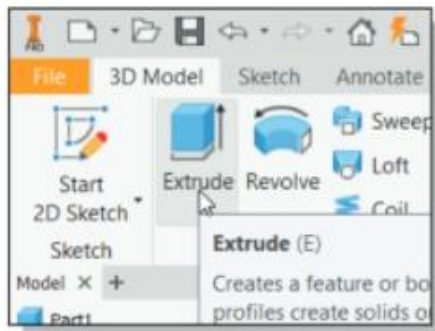 PRO
File 3D Model Sketch Annotate
Start
2D Sketch
Extrude Revolve
Sweep
Loft
Coil
Sketch
Extrude (E)
Model × +
Creates a feature or bo
Part1
profiles create solids o